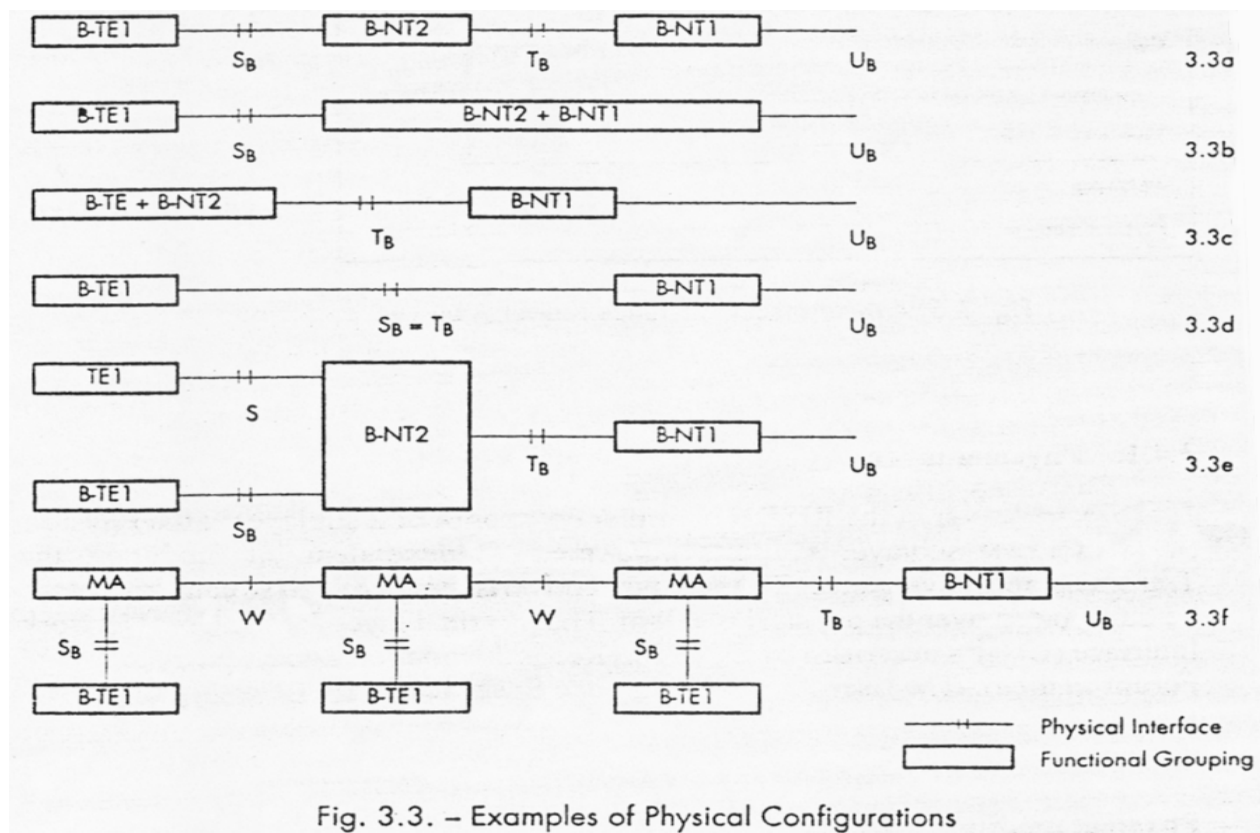 B-TE1 B-NT2 B-NT1
S_B T_B U_B 3.3a
B-TE1 B-NT2 + B-NT1
S_B U_B 3.3b
B-TE + B-NT2 B-NT1
T_B U_B 3.3c
B-TE1 B-NT1
S_B = T_B U_B 3.3d
TE1
S
B-NT2 B-NT1
T_B U_B 3.3e
B-TE1
S_B
MA MA MA B-NT1
W W T_B U_B 3.3f
S_B S_B S_B
B-TE1 B-TE1 B-TE1
Physical Interface
Functional Grouping
Fig. 3.3. – Examples of Physical Configurations